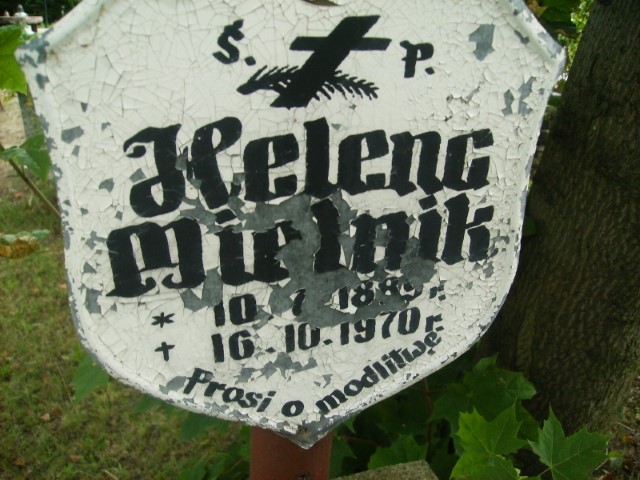 Ś. P.
Helena
Mielnik
* 10
† 16.10.1970 r.
Prosi o modlitwę